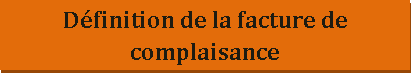 Définition de la facture de
complaisance